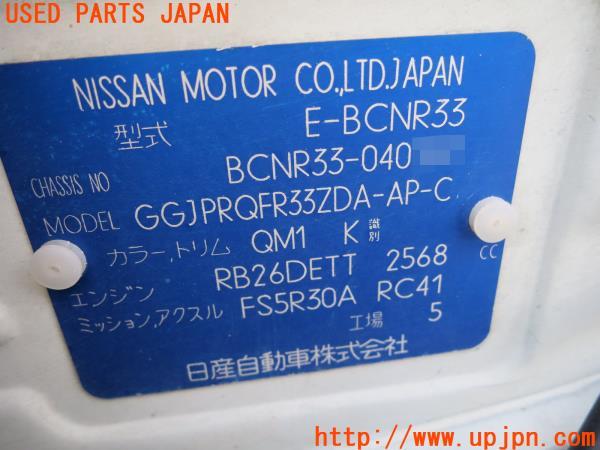 USED PARTS JAPAN
NISSAN MOTOR CO.,LTD.JAPAN
型式 E-BCNR33
CHASSIS NO BCNR33-040
MODEL GGJPRQFR33ZDA-AP-C
カラー,トリム QM1 K 識別
エンジン RB26DETT 2568 CC
ミッション,アクスル FS5R30A RC41
工場 5
日産自動車株式会社
UPJ http://www.upjpn.com/